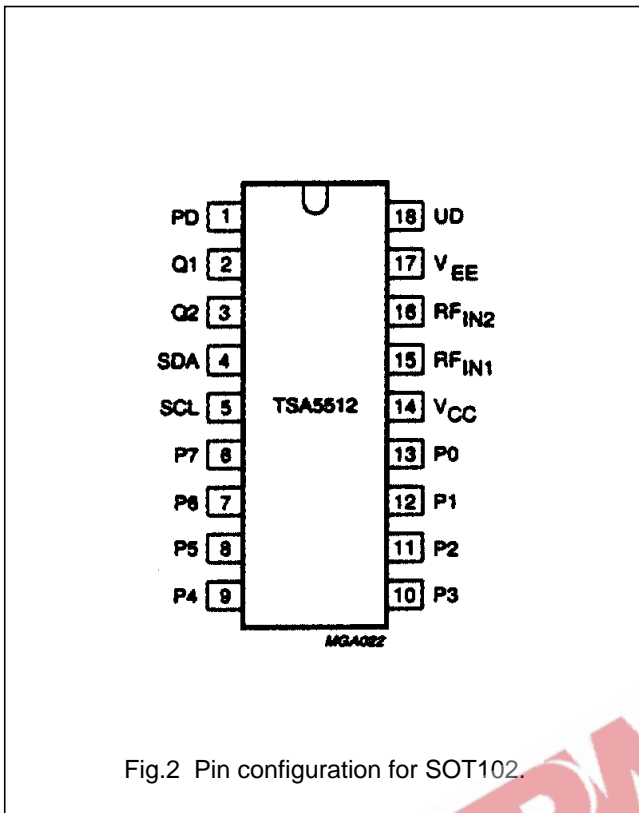 PD 1 18 UD
Q1 2 17 VEE
Q2 3 16 RFIN2
SDA 4 15 RFIN1
SCL 5 TSA5512 14 VCC
P7 6 13 P0
P6 7 12 P1
P5 8 11 P2
P4 9 10 P3
MGA022
Fig.2 Pin configuration for SOT102.